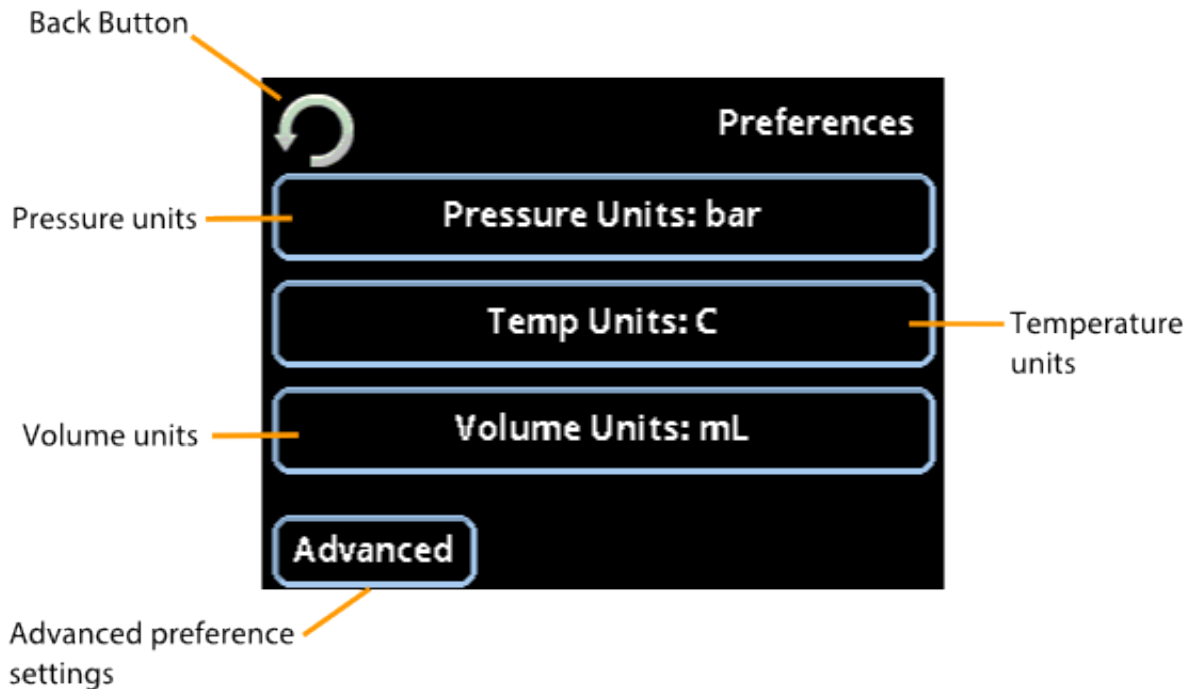 Back Button
Preferences
Pressure units
Pressure Units: bar
Temp Units: C
Temperature
units
Volume units
Volume Units: mL
Advanced
Advanced preference
settings